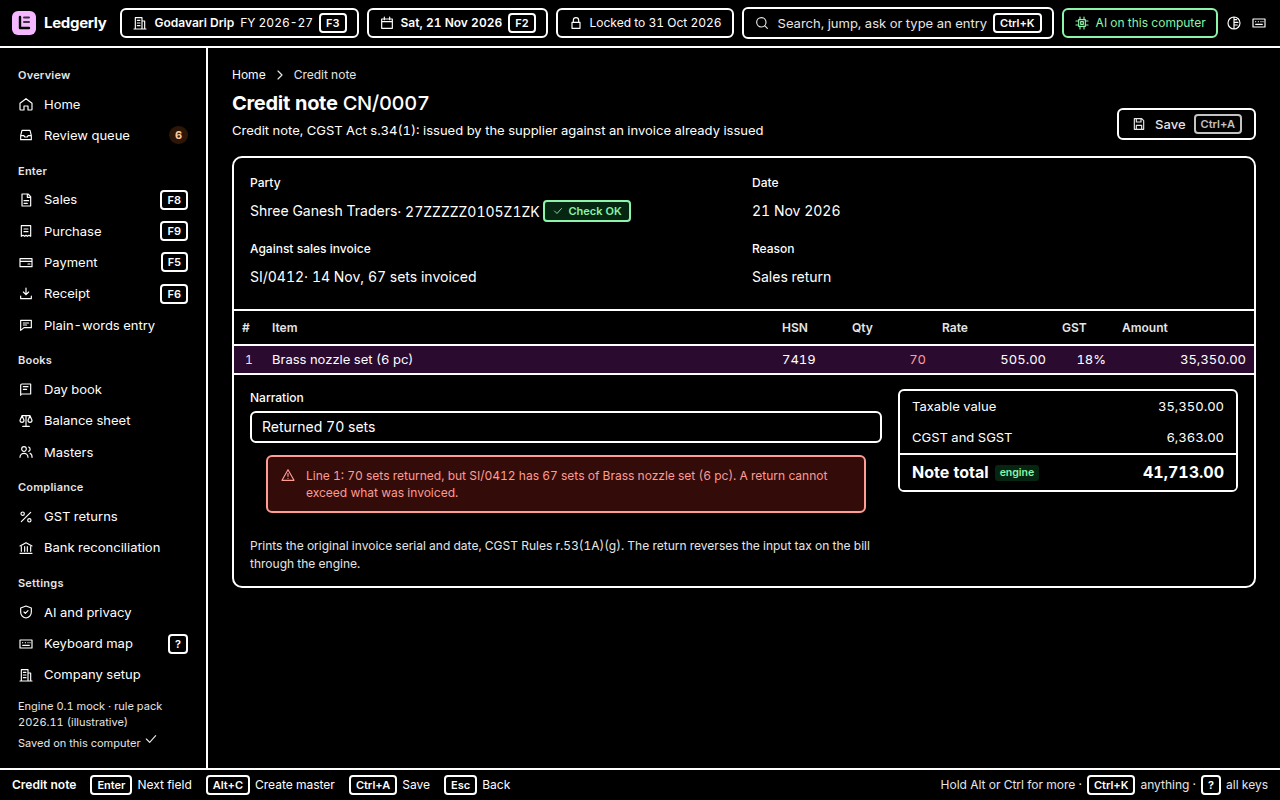 Ledgerly
Godavari Drip FY 2026-27 F3
Sat, 21 Nov 2026 F2
Locked to 31 Oct 2026
Search, jump, ask or type an entry Ctrl+K
AI on this computer
Overview
Home
Review queue 6
Enter
Sales F8
Purchase F9
Payment F5
Receipt F6
Plain-words entry
Books
Day book
Balance sheet
Masters
Compliance
GST returns
Bank reconciliation
Settings
AI and privacy
Keyboard map ?
Company setup
Engine 0.1 mock · rule pack
2026.11 (illustrative)
Saved on this computer
Home > Credit note
Credit note CN/0007
Credit note, CGST Act s.34(1): issued by the supplier against an invoice already issued
Save Ctrl+A
Party
Shree Ganesh Traders· 27ZZZZZ0105Z1ZK Check OK
Date
21 Nov 2026
Against sales invoice
SI/0412· 14 Nov, 67 sets invoiced
Reason
Sales return
# Item HSN Qty Rate GST Amount
1 Brass nozzle set (6 pc) 7419 70 505.00 18% 35,350.00
Narration
Returned 70 sets
Line 1: 70 sets returned, but SI/0412 has 67 sets of Brass nozzle set (6 pc). A return cannot
exceed what was invoiced.
Prints the original invoice serial and date, CGST Rules r.53(1A)(g). The return reverses the input tax on the bill
through the engine.
Taxable value 35,350.00
CGST and SGST 6,363.00
Note total engine 41,713.00
Credit note Enter Next field Alt+C Create master Ctrl+A Save Esc Back
Hold Alt or Ctrl for more · Ctrl+K anything · ? all keys